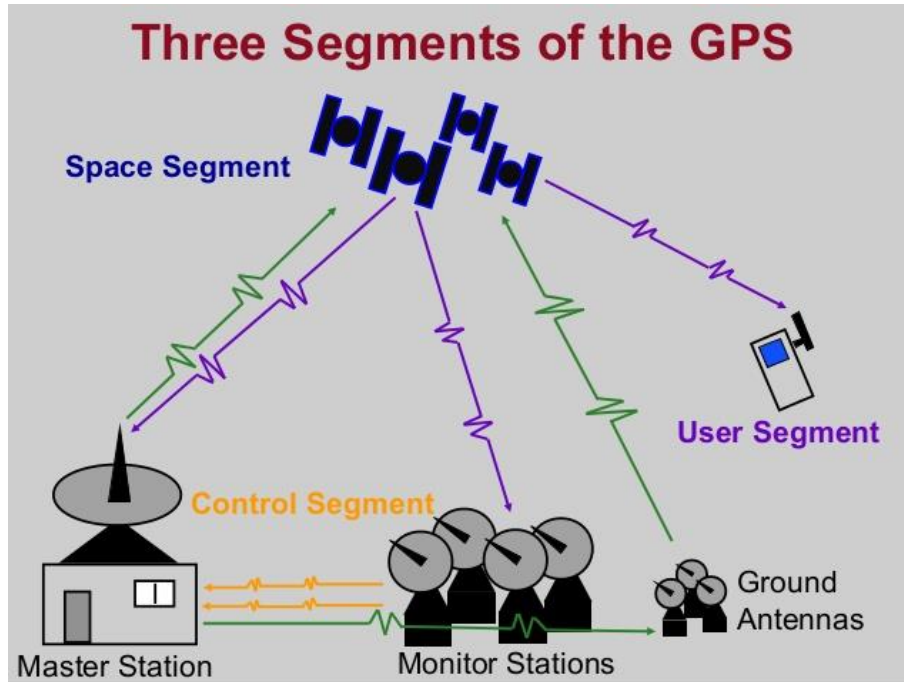 Three Segments of the GPS
Space Segment
User Segment
Control Segment
Ground
Antennas
Master Station
Monitor Stations